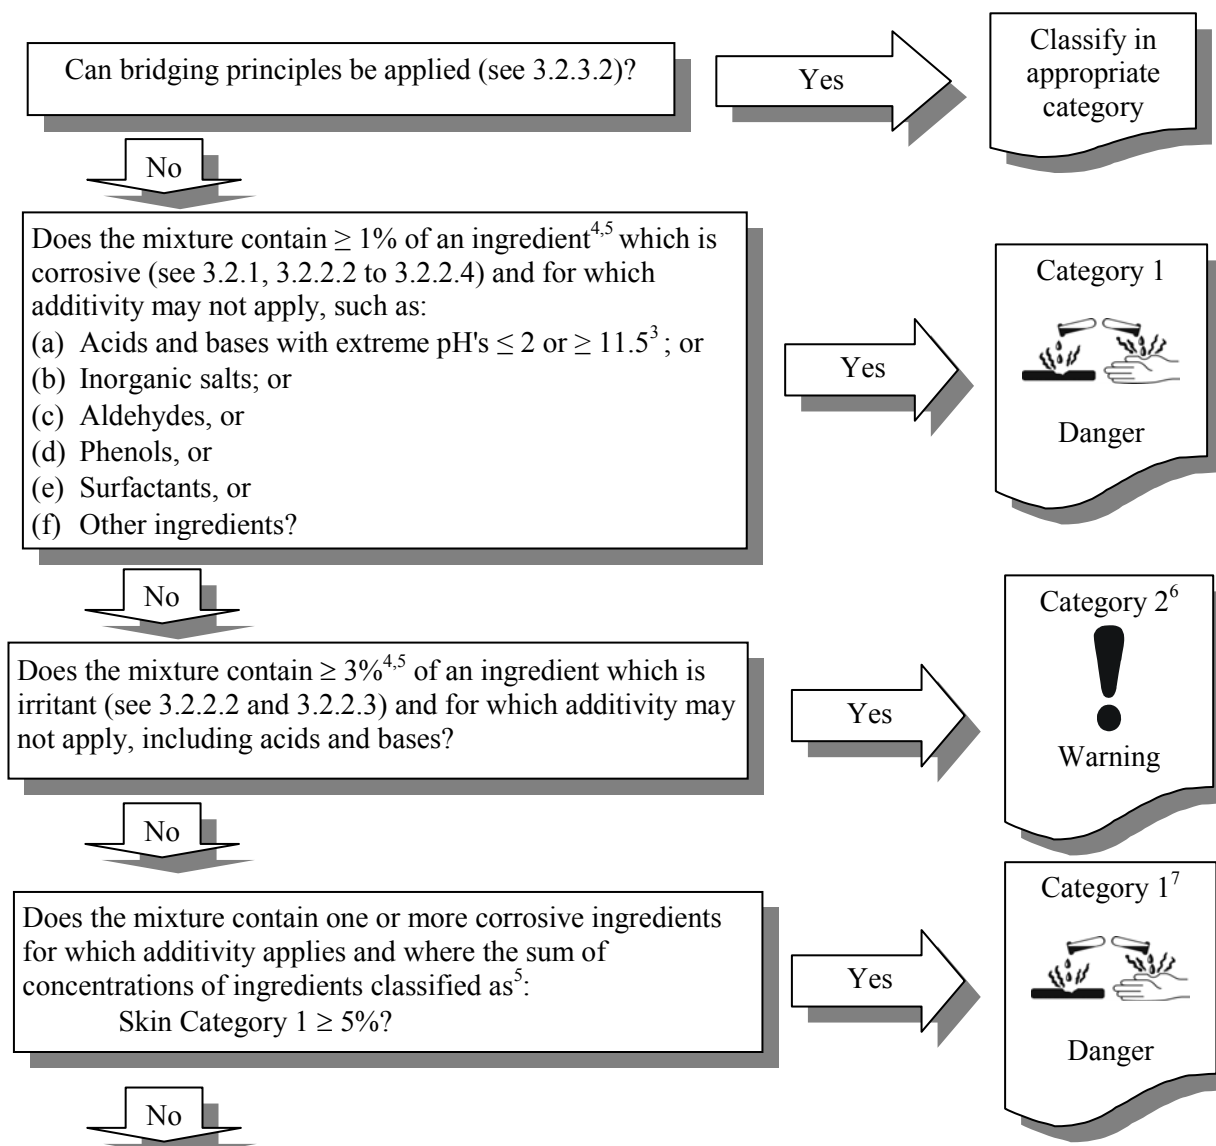 Can bridging principles be applied (see 3.2.3.2)?
Yes
Classify in
appropriate
category
No
Does the mixture contain ≥ 1% of an ingredient⁴,⁵ which is
corrosive (see 3.2.1, 3.2.2.2 to 3.2.2.4) and for which
additivity may not apply, such as:
(a) Acids and bases with extreme pH's ≤ 2 or ≥ 11.5³ ; or
(b) Inorganic salts; or
(c) Aldehydes, or
(d) Phenols, or
(e) Surfactants, or
(f) Other ingredients?
Yes
Category 1
Danger
No
Does the mixture contain ≥ 3%⁴,⁵ of an ingredient which is
irritant (see 3.2.2.2 and 3.2.2.3) and for which additivity may
not apply, including acids and bases?
Yes
Category 2⁶
Warning
No
Does the mixture contain one or more corrosive ingredients
for which additivity applies and where the sum of
concentrations of ingredients classified as⁵:
Skin Category 1 ≥ 5%?
Yes
Category 1⁷
Danger
No